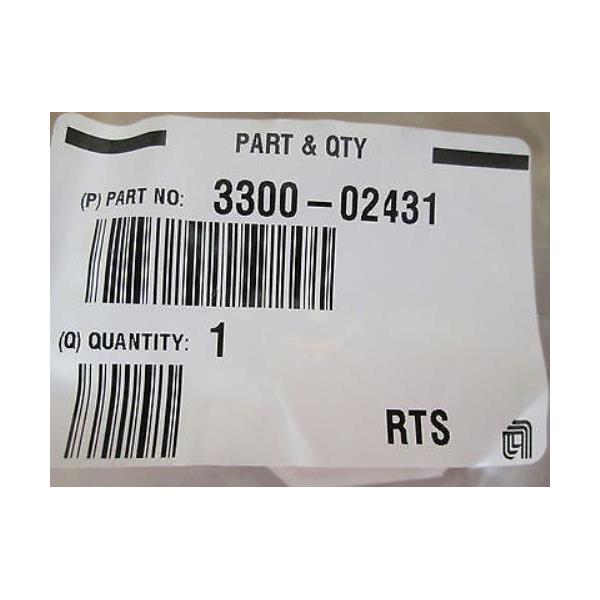 PART & QTY
(P) PART NO: 3300-02431
(Q) QUANTITY: 1
RTS